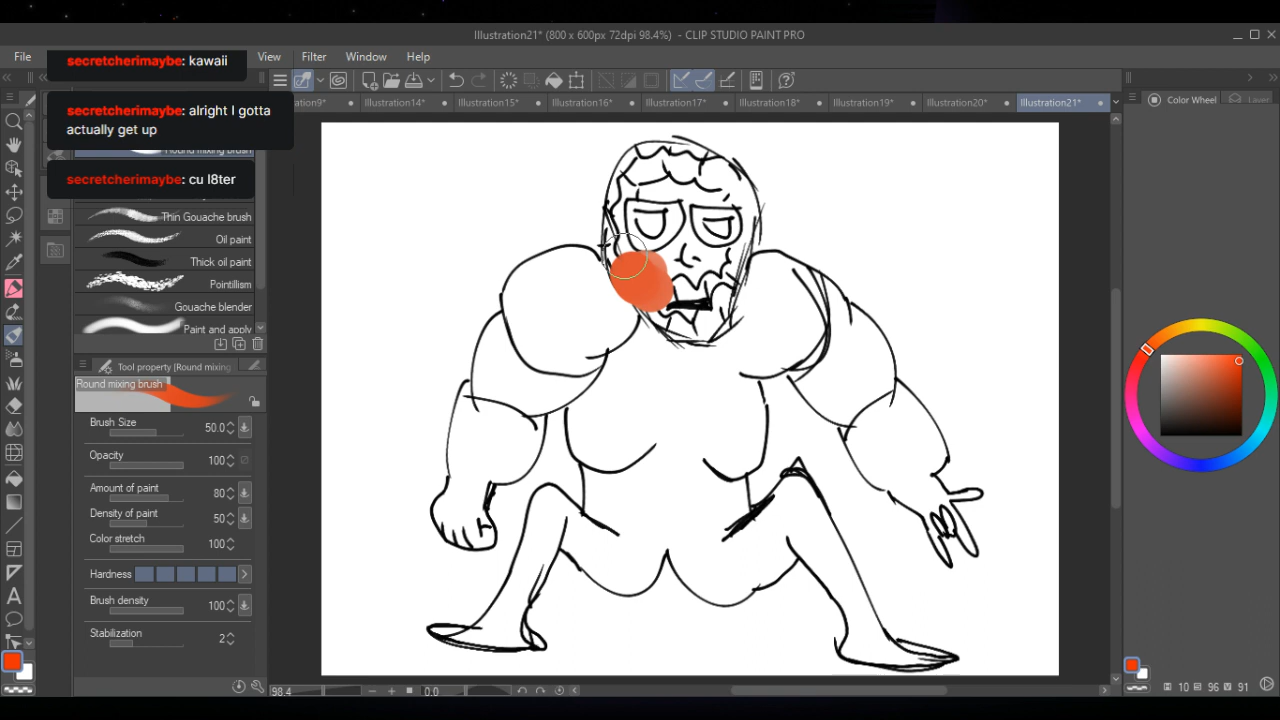 Illustration21* (800 x 600px 72dpi 98.4%) - CLIP STUDIO PAINT PRO
File View Filter Window Help
secretcherimaybe: kawaii
secretcherimaybe: alright I gotta
actually get up
secretcherimaybe: cu l8ter
Illustration14* Illustration15* Illustration16* Illustration17* Illustration18* Illustration19* Illustration20* Illustration21*
Color Wheel Layer
Round mixing brush
Thin Gouache brush
Oil paint
Thick oil paint
Pointillism
Gouache blender
Paint and apply
Tool property [Round mixing
Round mixing brush
Brush Size 50.0
Opacity 100
Amount of paint 80
Density of paint 50
Color stretch 100
Hardness
Brush density 100
Stabilization 2
98.4 0.0
10 96 91